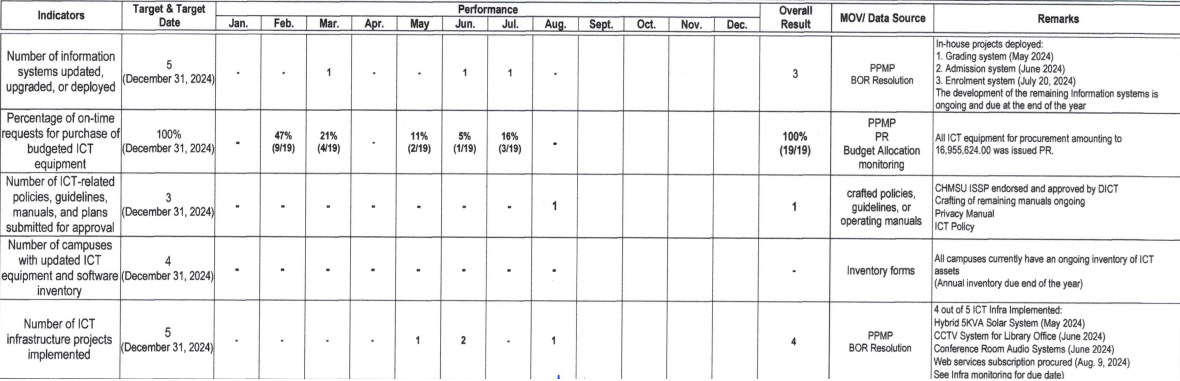 Indicators Target & Target Date Performance Overall Result MOV/ Data Source Remarks
Jan. Feb. Mar. Apr. May Jun. Jul. Aug. Sept. Oct. Nov. Dec.
Number of information
systems updated,
upgraded, or deployed
5
(December 31, 2024)
- - 1 - - 1 1 -
3
PPMP
BOR Resolution
In-house projects deployed:
1. Grading system (May 2024)
2. Admission system (June 2024)
3. Enrolment system (July 20, 2024)
The development of the remaining Information systems is
ongoing and due at the end of the year
Percentage of on-time
requests for purchase of
budgeted ICT
equipment
100%
(December 31, 2024)
-
47%
(9/19)
21%
(4/19)
-
11%
(2/19)
5%
(1/19)
16%
(3/19)
-
100%
(19/19)
PPMP
PR
Budget Allocation
monitoring
All ICT equipment for procurement amounting to
16,955,624.00 was issued PR.
Number of ICT-related
policies, guidelines,
manuals, and plans
submitted for approval
3
(December 31, 2024)
- - - - - - - 1
1
crafted policies,
guidelines, or
operating manuals
CHMSU ISSP endorsed and approved by DICT
Crafting of remaining manuals ongoing
Privacy Manual
ICT Policy
Number of campuses
with updated ICT
equipment and software
inventory
4
(December 31, 2024)
- - - - - - - -
-
Inventory forms
All campuses currently have an ongoing inventory of ICT
assets
(Annual inventory due end of the year)
Number of ICT
infrastructure projects
implemented
5
(December 31, 2024)
- - - - 1 2 - 1
4
PPMP
BOR Resolution
4 out of 5 ICT Infra Implemented:
Hybrid 5KVA Solar System (May 2024)
CCTV System for Library Office (June 2024)
Conference Room Audio Systems (June 2024)
Web services subscription procured (Aug. 9, 2024)
See Infra monitoring for due date)